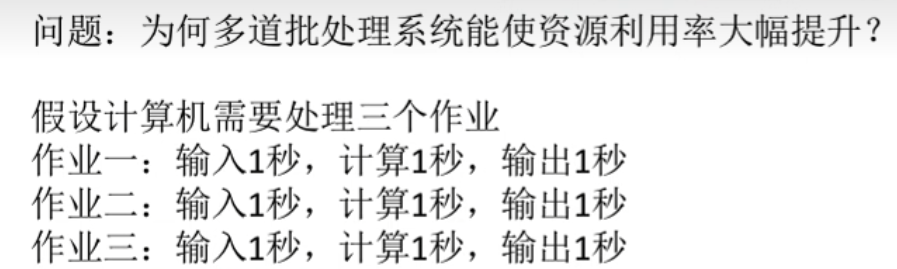 问题：为何多道批处理系统能使资源利用率大幅提升？
假设计算机需要处理三个作业
作业一：输入1秒，计算1秒，输出1秒
作业二：输入1秒，计算1秒，输出1秒
作业三：输入1秒，计算1秒，输出1秒